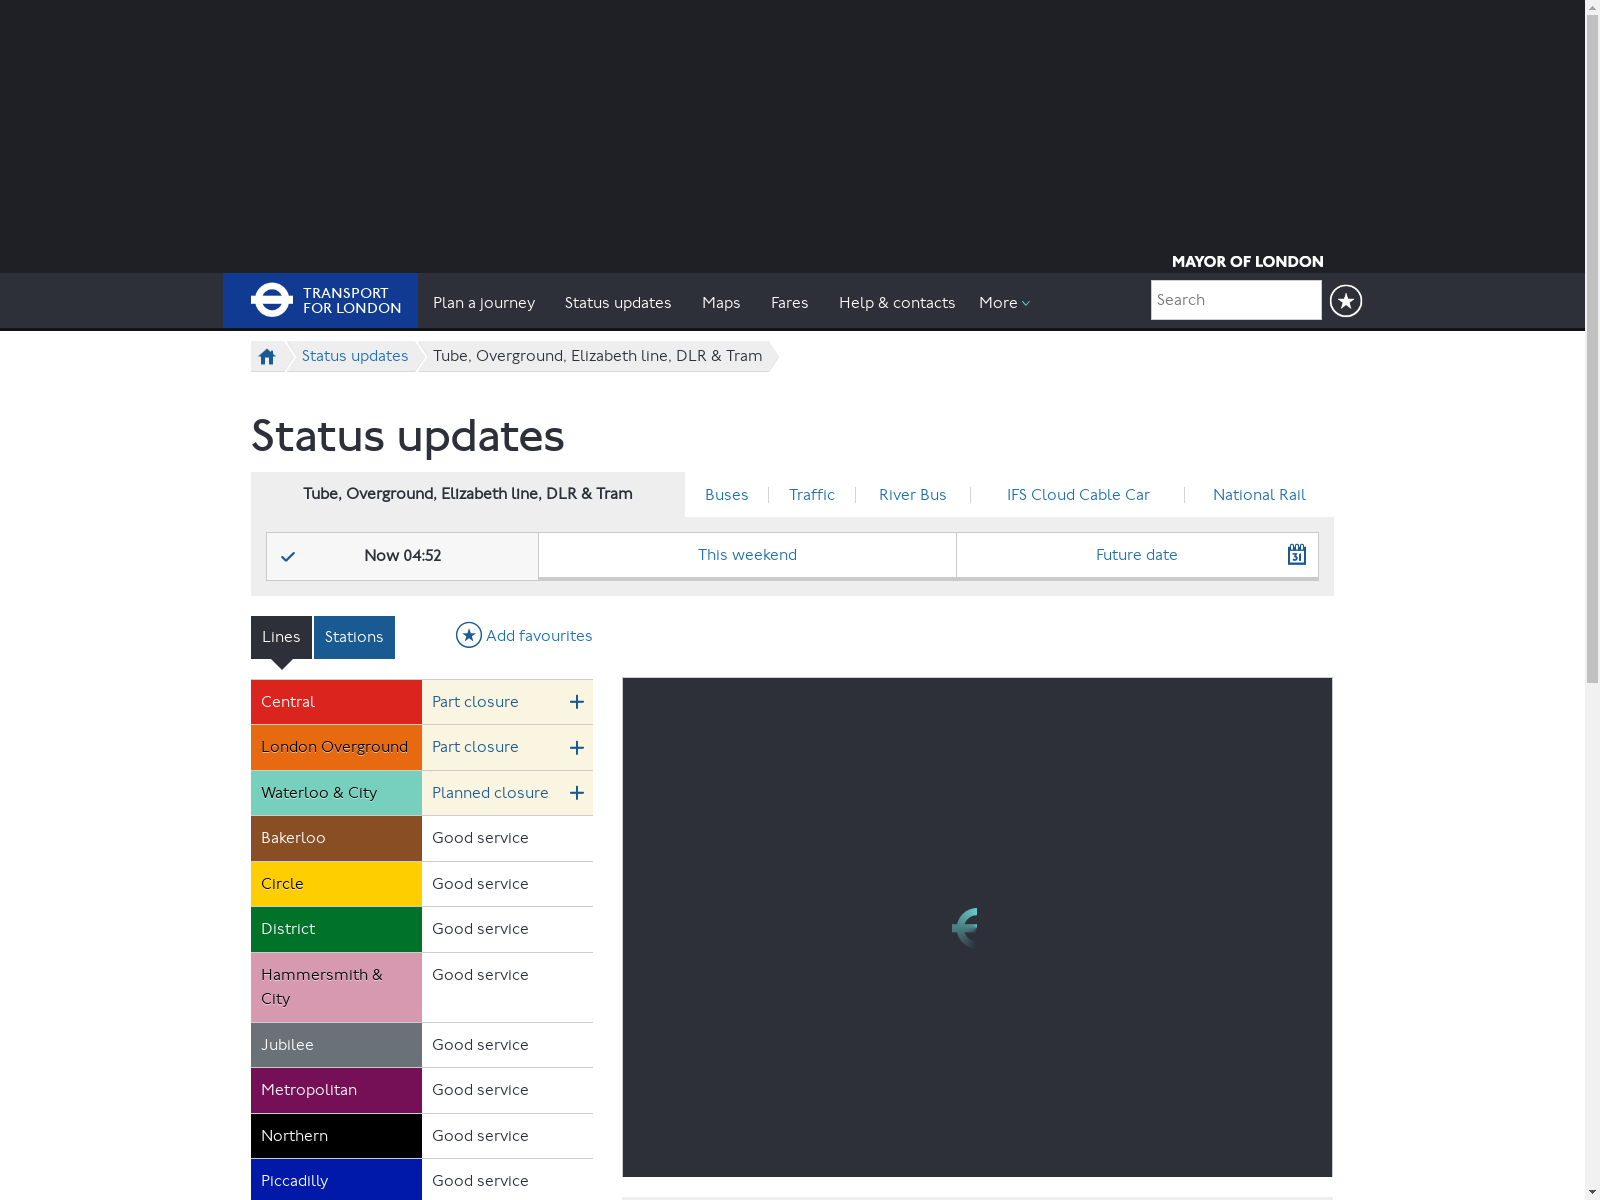 MAYOR OF LONDON
TRANSPORT
FOR LONDON
Plan a journey
Status updates
Maps
Fares
Help & contacts
More
Search
Status updates
Tube, Overground, Elizabeth line, DLR & Tram
Status updates
Tube, Overground, Elizabeth line, DLR & Tram
Buses
Traffic
River Bus
IFS Cloud Cable Car
National Rail
Now 04:52
This weekend
Future date
31
Lines
Stations
Add favourites
Central
Part closure
London Overground
Part closure
Waterloo & City
Planned closure
Bakerloo
Good service
Circle
Good service
District
Good service
Hammersmith &
City
Good service
Jubilee
Good service
Metropolitan
Good service
Northern
Good service
Piccadilly
Good service